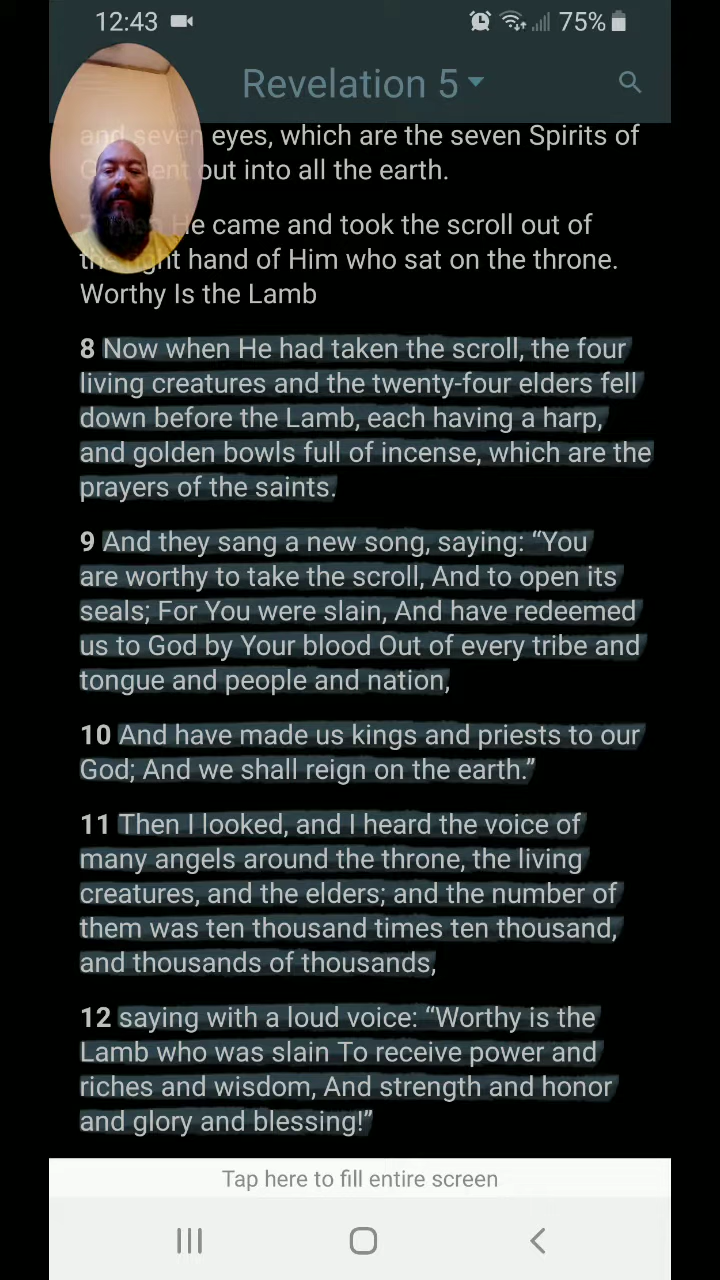 12:43 75%
Revelation 5
and seven eyes, which are the seven Spirits of
out into all the earth.
7 He came and took the scroll out of
hand of Him who sat on the throne.
Worthy Is the Lamb
8 Now when He had taken the scroll, the four
living creatures and the twenty-four elders fell
down before the Lamb, each having a harp,
and golden bowls full of incense, which are the
prayers of the saints.
9 And they sang a new song, saying: “You
are worthy to take the scroll, And to open its
seals; For You were slain, And have redeemed
us to God by Your blood Out of every tribe and
tongue and people and nation,
10 And have made us kings and priests to our
God; And we shall reign on the earth.”
11 Then I looked, and I heard the voice of
many angels around the throne, the living
creatures, and the elders; and the number of
them was ten thousand times ten thousand,
and thousands of thousands,
12 saying with a loud voice: “Worthy is the
Lamb who was slain To receive power and
riches and wisdom, And strength and honor
and glory and blessing!”
Tap here to fill entire screen